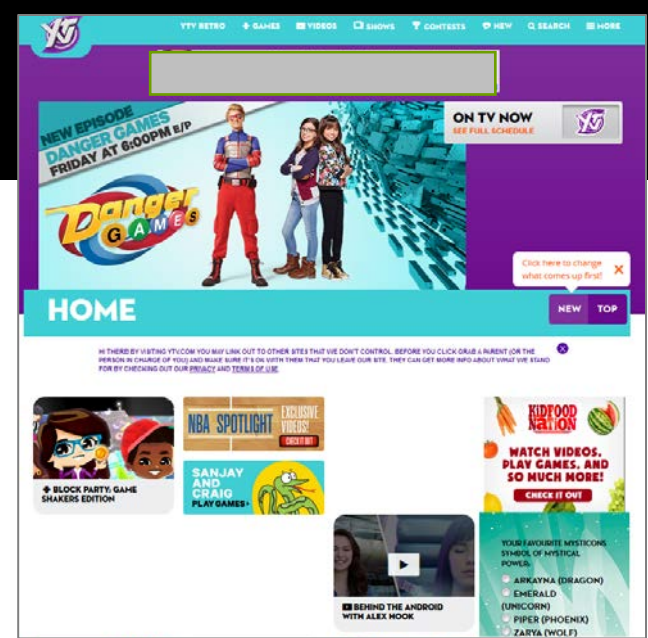 YTV
YTV RETRO
GAMES
VIDEOS
SHOWS
CONTESTS
NEW
SEARCH
MORE
NEW EPISODE
DANGER GAMES
FRIDAY AT 6:00PM E/P
Danger
GAMES
ON TV NOW
SEE FULL SCHEDULE
YTV
Click here to change
what comes up first!
HOME
NEW
TOP
HI THERE! BY VISITING YTV.COM YOU MAY LINK OUT TO OTHER SITES THAT WE DON'T CONTROL. BEFORE YOU CLICK GRAB A PARENT (OR THE
PERSON IN CHARGE OF YOU) AND MAKE SURE IT'S ON WITH THEM THAT YOU LEAVE OUR SITE. THEY CAN GET MORE INFO ABOUT WHAT WE STAND
FOR BY CHECKING OUT OUR PRIVACY AND TERMS OF USE.
BLOCK PARTY: GAME
SHAKERS EDITION
NBA SPOTLIGHT
EXCLUSIVE
VIDEOS!
CHECK IT OUT
SANJAY
AND
CRAIG
PLAY GAMES
KIDFOOD
NATION
WATCH VIDEOS,
PLAY GAMES, AND
SO MUCH MORE!
CHECK IT OUT
BEHIND THE ANDROID
WITH ALEX HOOK
YOUR FAVOURITE MYSTICONS
SYMBOL OF MYSTICAL
POWER:
ARKAYNA (DRAGON)
EMERALD
(UNICORN)
PIPER (PHOENIX)
ZARYA (WOLF)